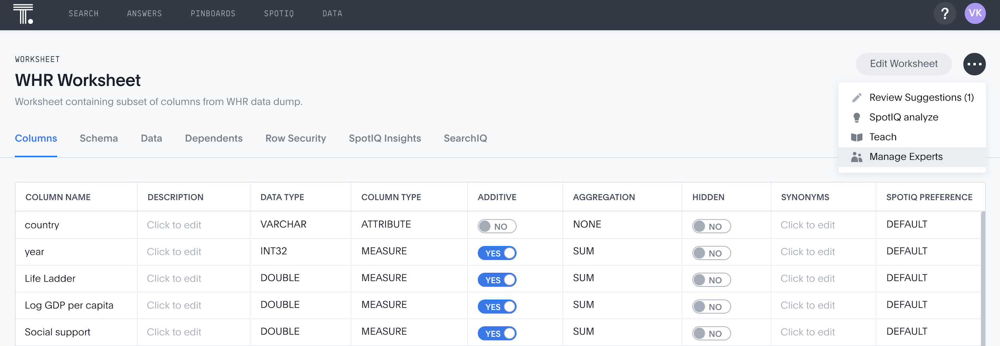 SEARCH ANSWERS PINBOARDS SPOTIQ DATA ? VK
WORKSHEET
WHR Worksheet
Worksheet containing subset of columns from WHR data dump.
Edit Worksheet
Review Suggestions (1)
SpotIQ analyze
Teach
Manage Experts
Columns Schema Data Dependents Row Security SpotIQ Insights SearchIQ
COLUMN NAME DESCRIPTION DATA TYPE COLUMN TYPE ADDITIVE AGGREGATION HIDDEN SYNONYMS SPOTIQ PREFERENCE
country Click to edit VARCHAR ATTRIBUTE NO NONE NO Click to edit DEFAULT
year Click to edit INT32 MEASURE YES SUM NO Click to edit DEFAULT
Life Ladder Click to edit DOUBLE MEASURE YES SUM NO Click to edit DEFAULT
Log GDP per capita Click to edit DOUBLE MEASURE YES SUM NO Click to edit DEFAULT
Social support Click to edit DOUBLE MEASURE YES SUM NO Click to edit DEFAULT